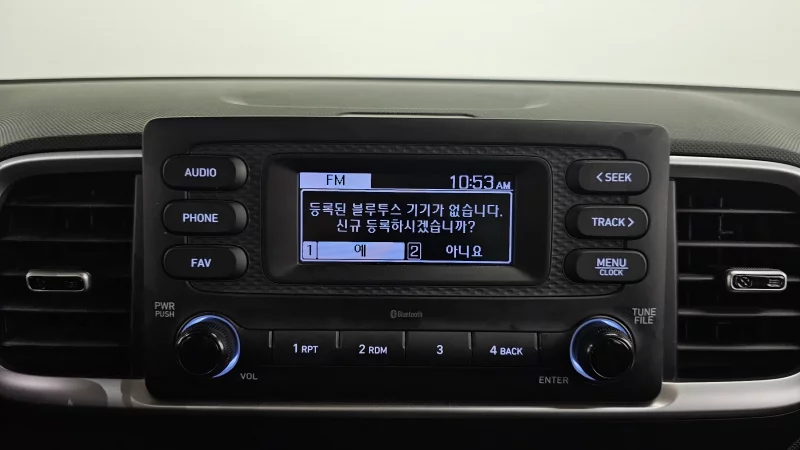 AUDIO
PHONE
FAV
FM 10:53 AM
등록된 블루투스 기기가 없습니다.
신규 등록하시겠습니까?
1 예 2 아니요
< SEEK
TRACK >
MENU
CLOCK
PWR
PUSH
VOL
Bluetooth
1 RPT
2 RDM
3
4 BACK
TUNE
FILE
ENTER